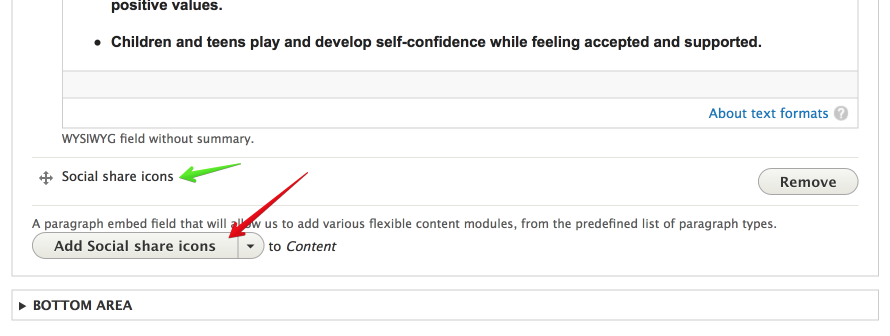 positive values.
• Children and teens play and develop self-confidence while feeling accepted and supported.
About text formats ?
WYSIWYG field without summary.
Social share icons
Remove
A paragraph embed field that will allow us to add various flexible content modules, from the predefined list of paragraph types.
Add Social share icons to Content
BOTTOM AREA